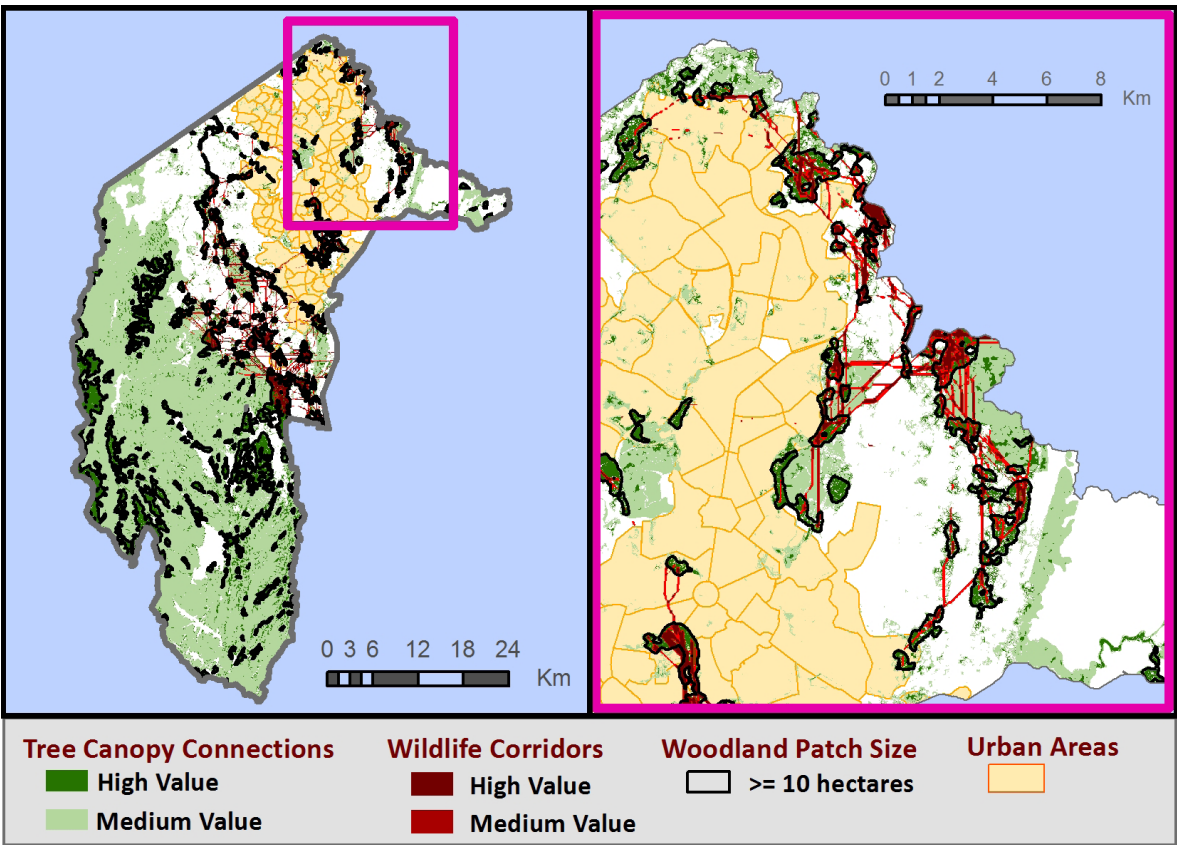 0 1 2 4 6 8
Km
0 3 6 12 18 24
Km
Tree Canopy Connections
High Value
Medium Value
Wildlife Corridors
High Value
Medium Value
Woodland Patch Size
>= 10 hectares
Urban Areas